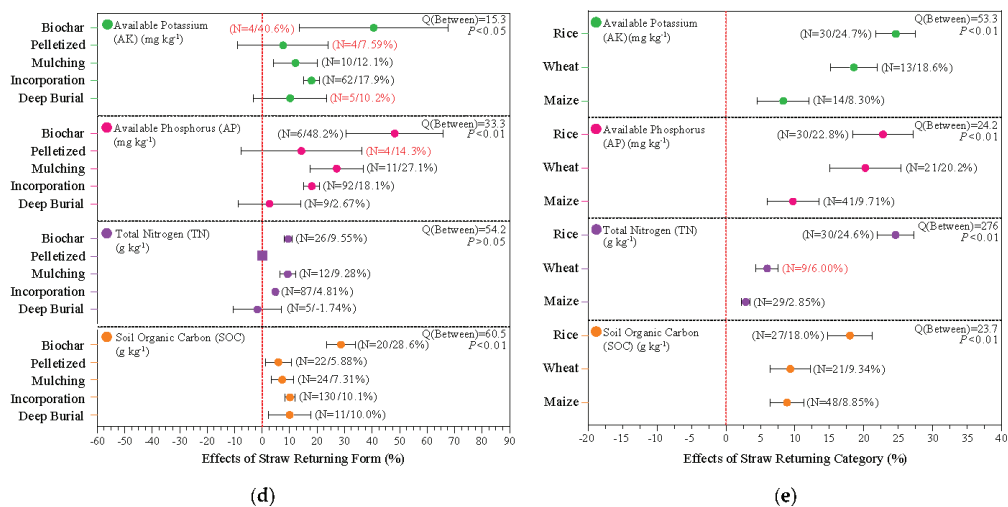 Biochar
Pelletized
Mulching
Incorporation
Deep Burial
Available Potassium
(AK) (mg kg⁻¹)
(N=4/40.6%)
(N=4/7.59%)
(N=10/12.1%)
(N=62/17.9%)
(N=5/10.2%)
Q(Between)=15.3
P<0.05
Biochar
Pelletized
Mulching
Incorporation
Deep Burial
Available Phosphorus (AP)
(mg kg⁻¹)
(N=6/48.2%)
(N=4/14.3%)
(N=11/27.1%)
(N=92/18.1%)
(N=9/2.67%)
Q(Between)=33.3
P<0.01
Biochar
Pelletized
Mulching
Incorporation
Deep Burial
Total Nitrogen (TN)
(g kg⁻¹)
(N=26/9.55%)
(N=12/9.28%)
(N=87/4.81%)
(N=5/-1.74%)
Q(Between)=54.2
P>0.05
Biochar
Pelletized
Mulching
Incorporation
Deep Burial
Soil Organic Carbon (SOC)
(g kg⁻¹)
(N=20/28.6%)
(N=22/5.88%)
(N=24/7.31%)
(N=130/10.1%)
(N=11/10.0%)
Q(Between)=60.5
P<0.01
-60 -50 -40 -30 -20 -10 0 10 20 30 40 50 60 70 80 90
Effects of Straw Returning Form (%)
(d)
Rice
Wheat
Maize
Available Potassium
(AK) (mg kg⁻¹)
(N=30/24.7%)
(N=13/18.6%)
(N=14/8.30%)
Q(Between)=53.3
P<0.01
Rice
Wheat
Maize
Available Phosphorus
(AP) (mg kg⁻¹)
(N=30/22.8%)
(N=21/20.2%)
(N=41/9.71%)
Q(Between)=24.2
P<0.01
Rice
Wheat
Maize
Total Nitrogen (TN)
(g kg⁻¹)
(N=30/24.6%)
(N=9/6.00%)
(N=29/2.85%)
Q(Between)=276
P<0.01
Rice
Wheat
Maize
Soil Organic Carbon
(SOC) (g kg⁻¹)
(N=27/18.0%)
(N=21/9.34%)
(N=48/8.85%)
Q(Between)=23.7
P<0.01
-20 -15 -10 -5 0 5 10 15 20 25 30 35 40
Effects of Straw Returning Category (%)
(e)